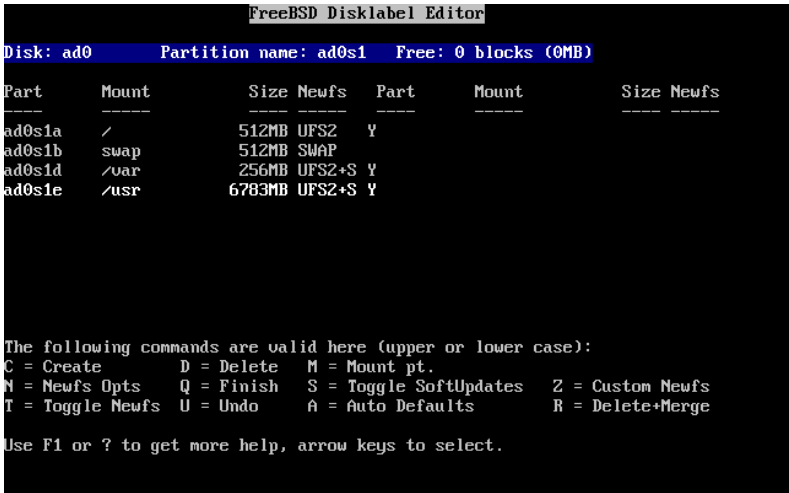 FreeBSD Disklabel Editor
Disk: ad0 Partition name: ad0s1 Free: 0 blocks (0MB)
Part Mount Size Newfs Part Mount Size Newfs
---- ----- ---- ----- ---- ----- ---- -----
ad0s1a / 512MB UFS2 Y
ad0s1b swap 512MB SWAP
ad0s1d /var 256MB UFS2+S Y
ad0s1e /usr 6783MB UFS2+S Y
The following commands are valid here (upper or lower case):
C = Create D = Delete M = Mount pt.
N = Newfs Opts Q = Finish S = Toggle SoftUpdates Z = Custom Newfs
T = Toggle Newfs U = Undo A = Auto Defaults R = Delete+Merge
Use F1 or ? to get more help, arrow keys to select.